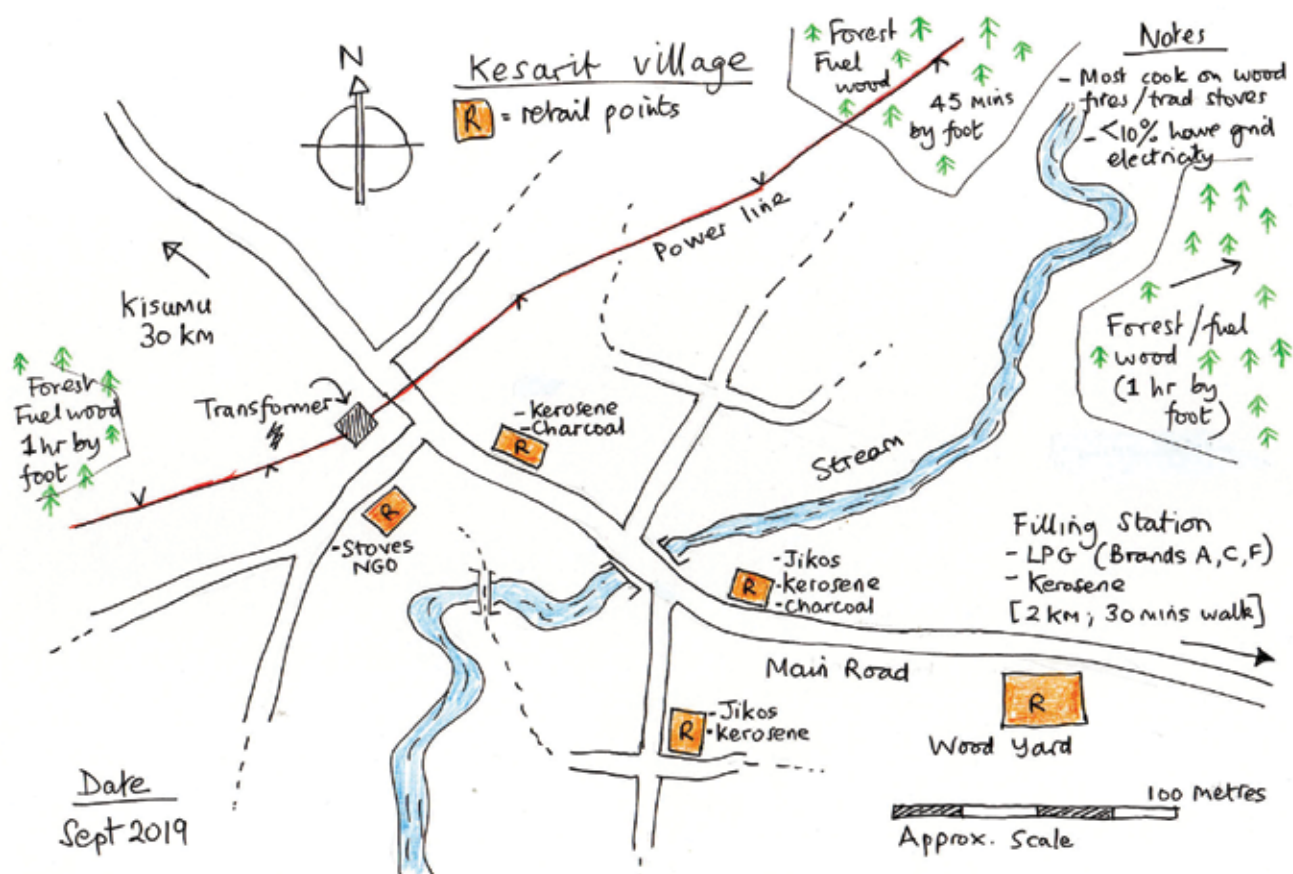 N
Kesarit village
R = retail points
Forest
Fuel
wood
45 mins
by foot
Notes
- Most cook on wood
fires/trad stoves
- <10% have grid
electricity
Power line
Kisumu
30 km
Forest
Fuelwood
1 hr by
foot
Transformer
- Kerosene
- Charcoal
R
Forest/fuel
wood
(1 hr by
foot)
Stream
R
- Stoves
NGO
Filling Station
- LPG (Brands A, C, F)
- Kerosene
[2 km; 30 mins walk]
R
- Jikos
- Kerosene
- Charcoal
Main Road
R
- Jikos
- Kerosene
R
Wood Yard
Date
Sept 2019
100 metres
Approx. Scale